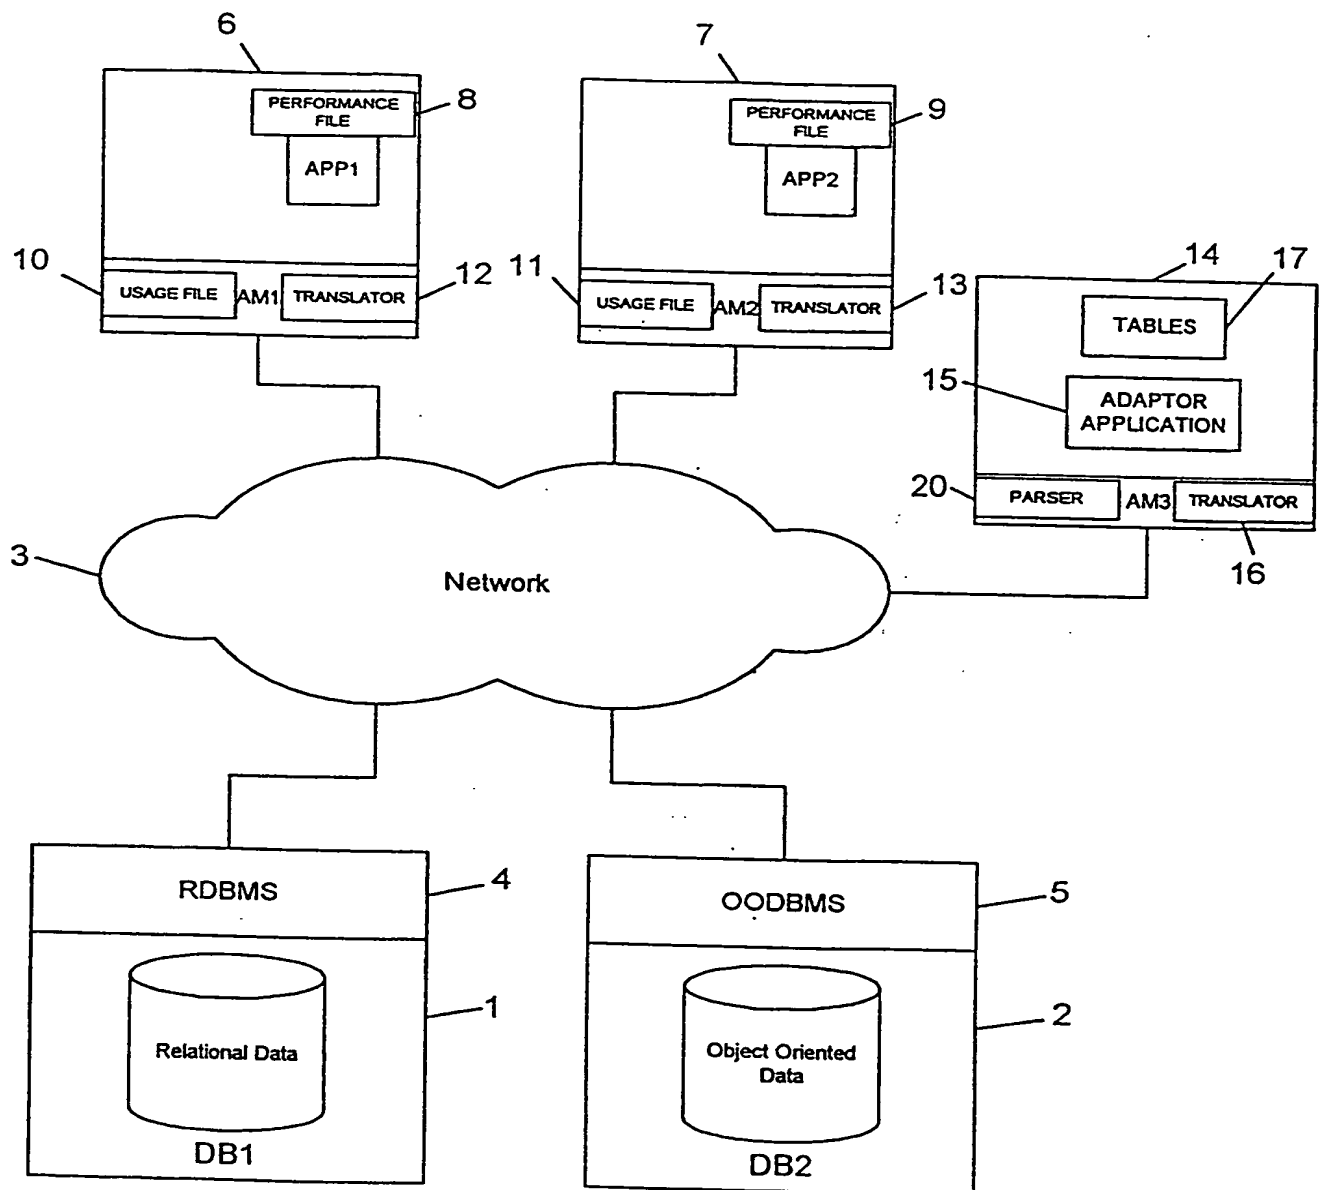 6
7
PERFORMANCE
FILE
8
APP1
PERFORMANCE
FILE
9
APP2
10
USAGE FILE
AM1
TRANSLATOR
12
11
USAGE FILE
AM2
TRANSLATOR
13
14
17
TABLES
15
ADAPTOR
APPLICATION
20
PARSER
AM3
TRANSLATOR
16
3
Network
RDBMS
4
Relational Data
1
DB1
OODBMS
5
Object Oriented
Data
2
DB2